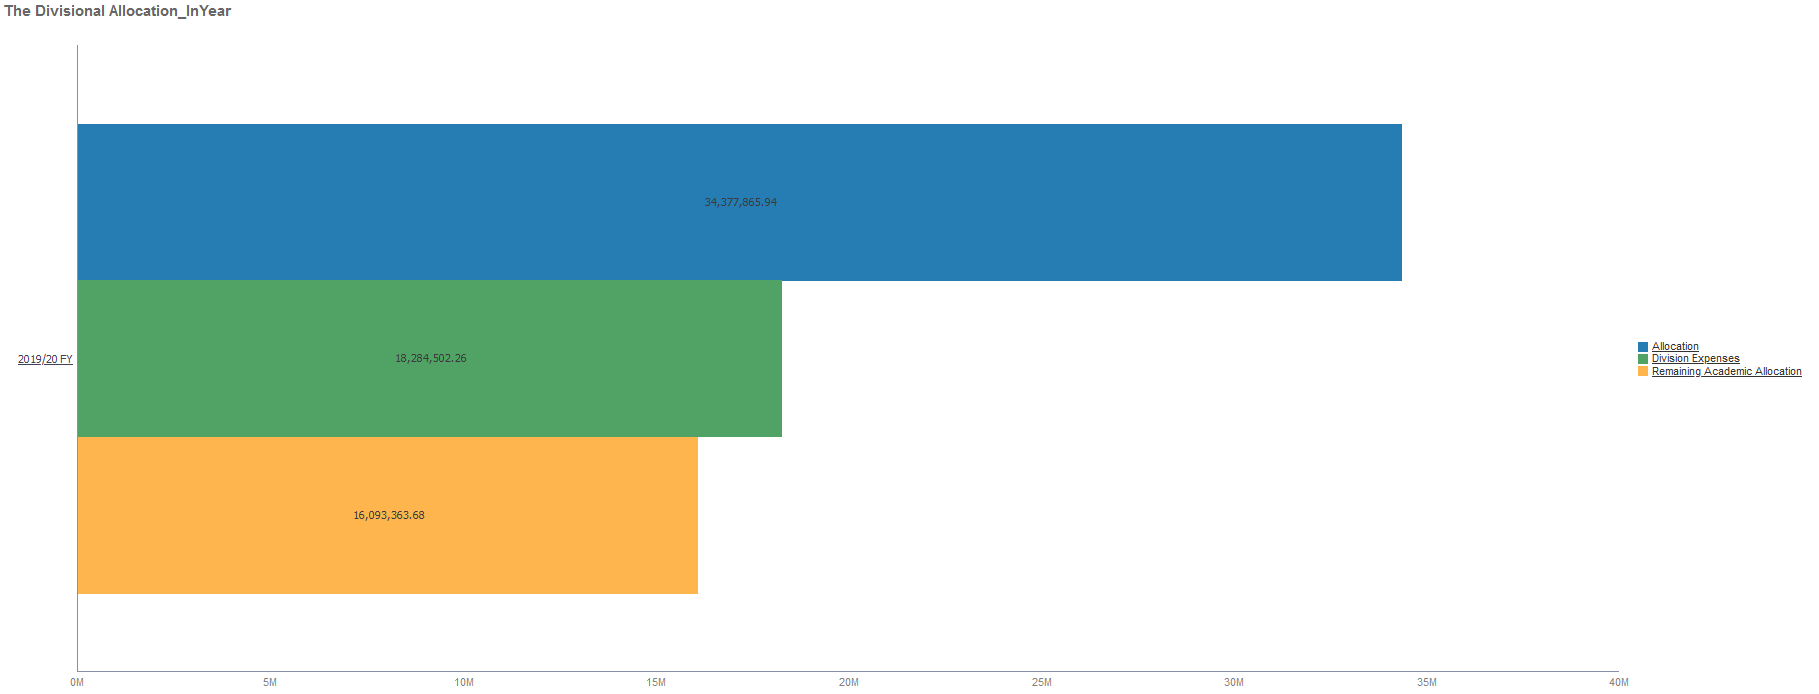 The Divisional Allocation_InYear
34,377,865.94
18,284,502.26
2019/20 FY
16,093,363.68
Allocation
Division Expenses
Remaining Academic Allocation
0M 5M 10M 15M 20M 25M 30M 35M 40M